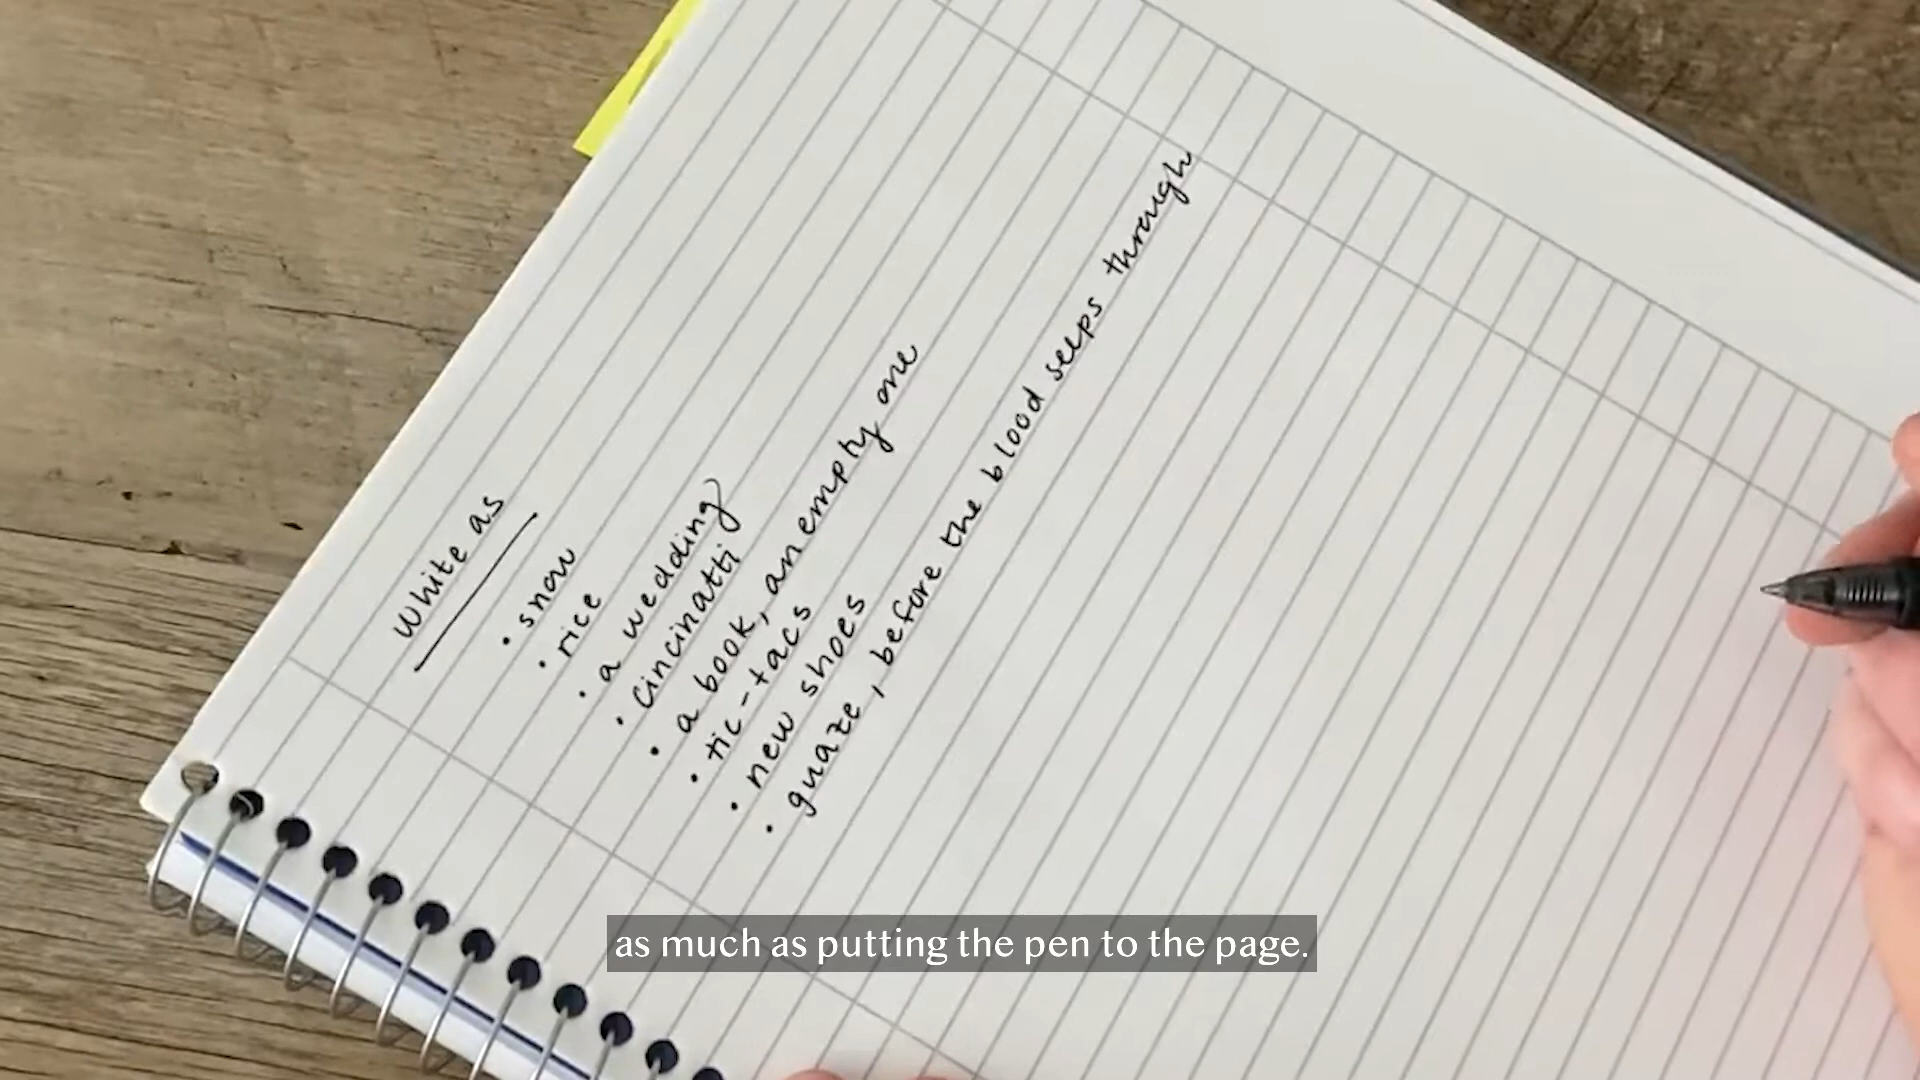 White as
• snow
• rice
• a wedding
• Cincinatti
• a book, an empty one
• tic-tacs
• new shoes
• guaze, before the blood seeps through
as much as putting the pen to the page.